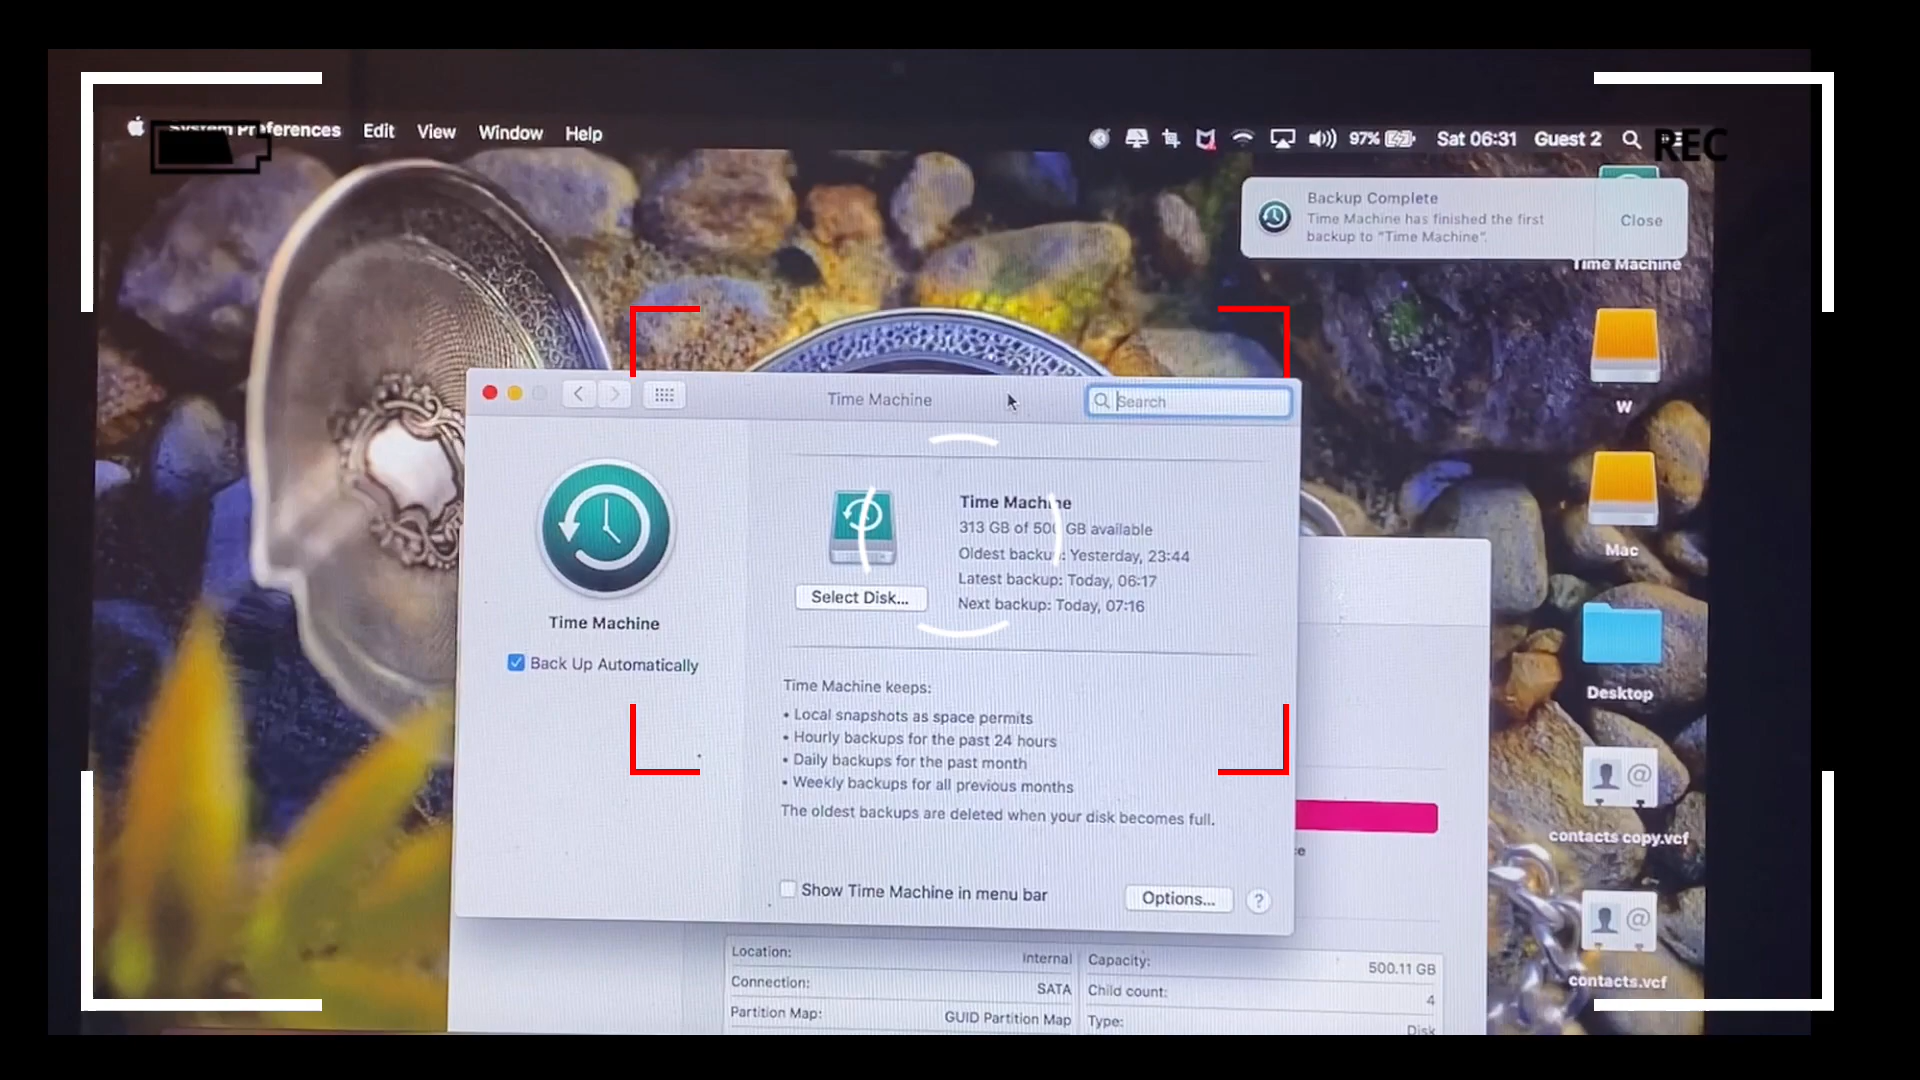 System Preferences Edit View Window Help
97% Sat 06:31 Guest 2
REC
Backup Complete
Time Machine has finished the first
backup to "Time Machine".
Close
Time Machine
W
Mac
Desktop
contacts copy.vcf
contacts.vcf
Time Machine
Search
Time Machine
Back Up Automatically
Select Disk...
Time Machine
313 GB of 500 GB available
Oldest backup: Yesterday, 23:44
Latest backup: Today, 06:17
Next backup: Today, 07:16
Time Machine keeps:
• Local snapshots as space permits
• Hourly backups for the past 24 hours
• Daily backups for the past month
• Weekly backups for all previous months
The oldest backups are deleted when your disk becomes full.
Show Time Machine in menu bar
Options...
?
Location: Internal
Connection: SATA
Partition Map: GUID Partition Map
Capacity: 500.11 GB
Child count: 4
Type: Disk